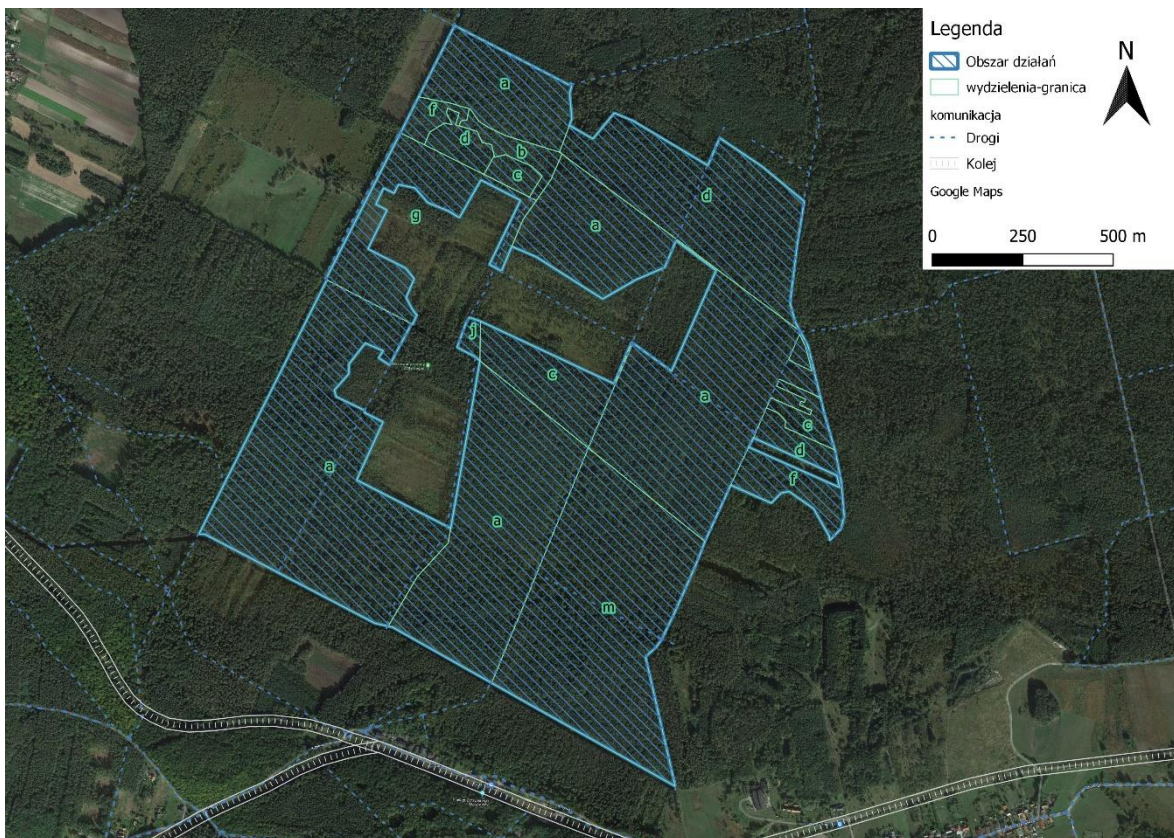 Legenda
Obszar działań
wydzielenia-granica
komunikacja
Drogi
Kolej
Google Maps
N
0 250 500 m
a
f
d
b
c
g
a
d
j
c
a
c
d
f
a
a
m